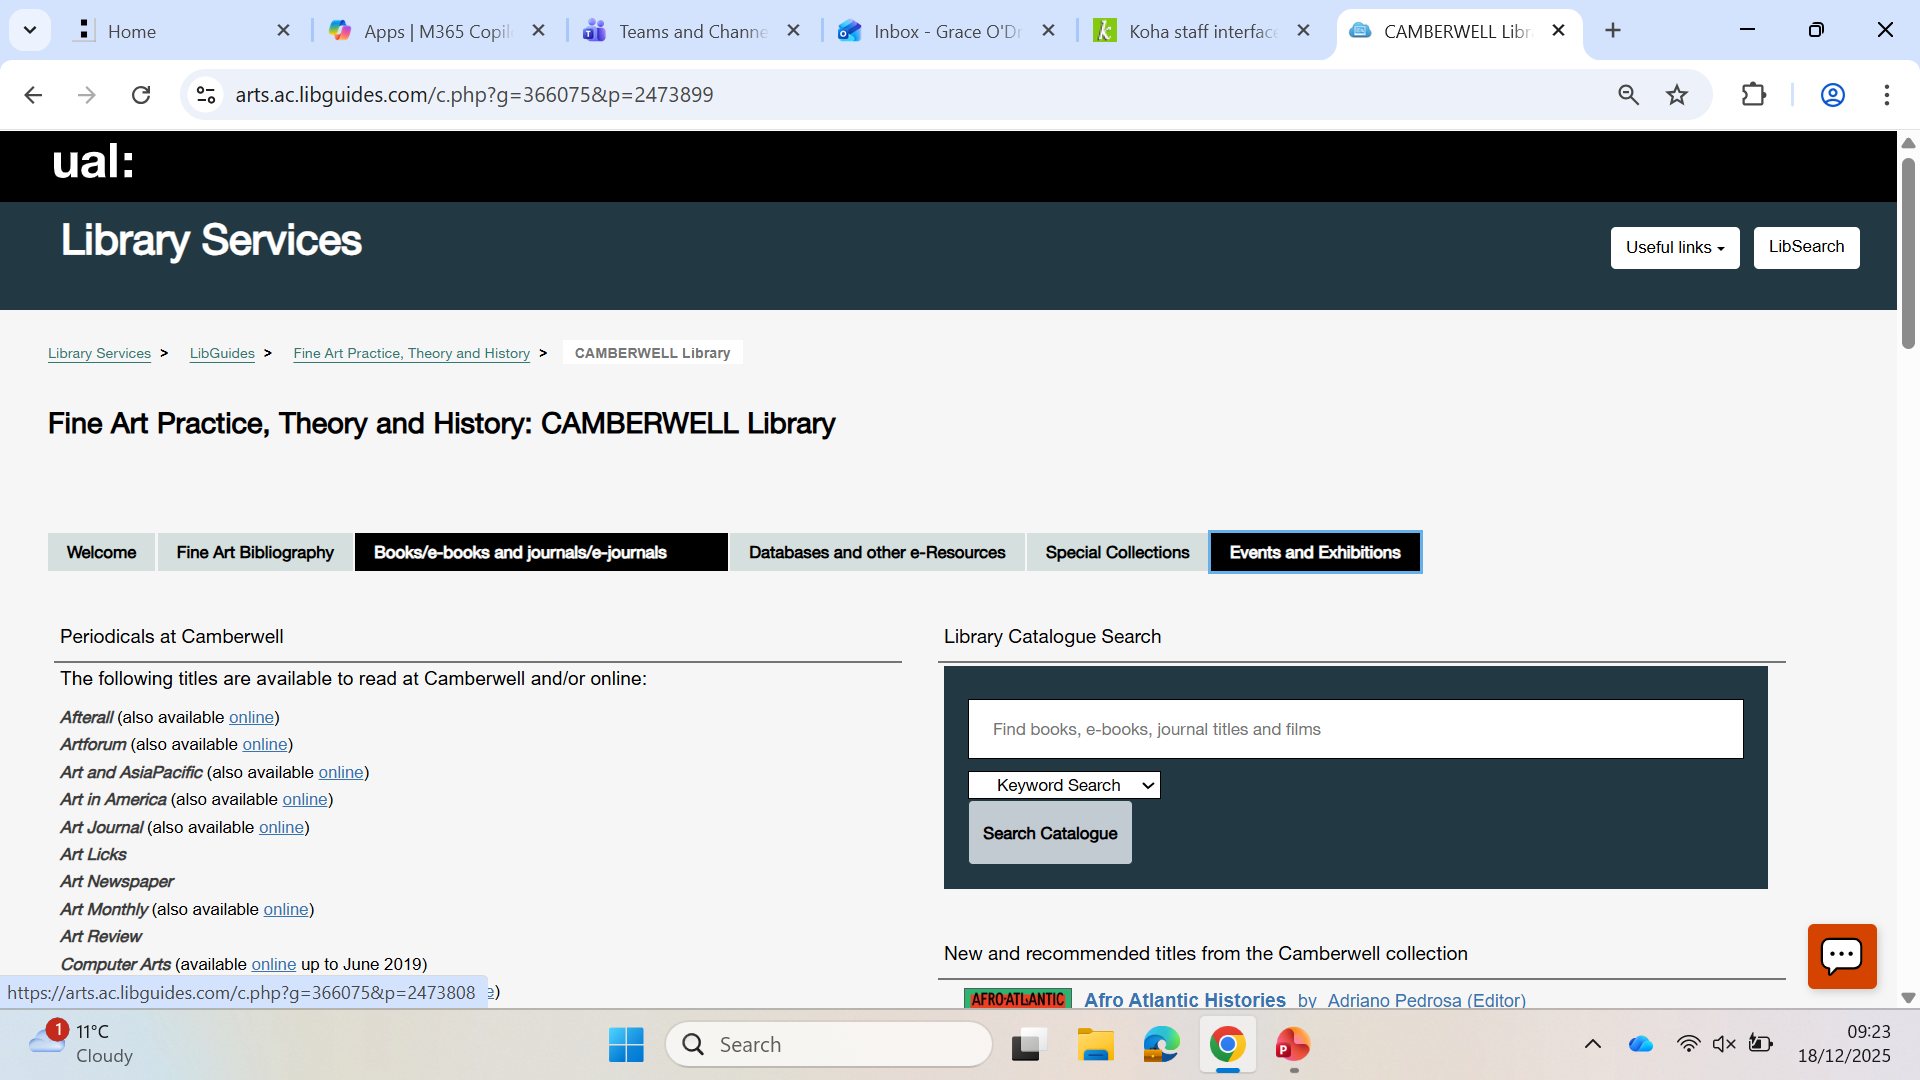 Home
Apps | M365 Copil
Teams and Channe
Inbox - Grace O'Dr
Koha staff interface
CAMBERWELL Libr
arts.ac.libguides.com/c.php?g=366075&p=2473899
ual:
Library Services
Useful links
LibSearch
Library Services > LibGuides > Fine Art Practice, Theory and History > CAMBERWELL Library
Fine Art Practice, Theory and History: CAMBERWELL Library
Welcome
Fine Art Bibliography
Books/e-books and journals/e-journals
Databases and other e-Resources
Special Collections
Events and Exhibitions
Periodicals at Camberwell
The following titles are available to read at Camberwell and/or online:
Afterall (also available online)
Artforum (also available online)
Art and AsiaPacific (also available online)
Art in America (also available online)
Art Journal (also available online)
Art Licks
Art Newspaper
Art Monthly (also available online)
Art Review
Computer Arts (available online up to June 2019)
https://arts.ac.libguides.com/c.php?g=366075&p=2473808
Library Catalogue Search
Find books, e-books, journal titles and films
Keyword Search
Search Catalogue
New and recommended titles from the Camberwell collection
AFRO-ATLANTIC
Afro Atlantic Histories by Adriano Pedrosa (Editor)
1
11°C
Cloudy
Search
09:23
18/12/2025